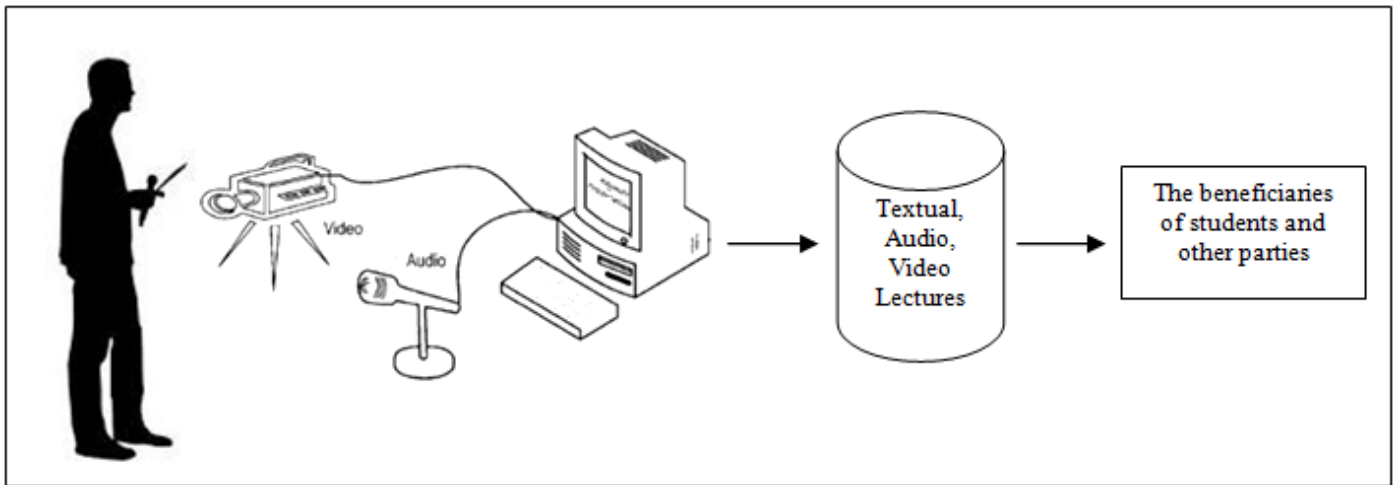 Video
Audio
Textual,
Audio,
Video
Lectures
The beneficiaries
of students and
other parties